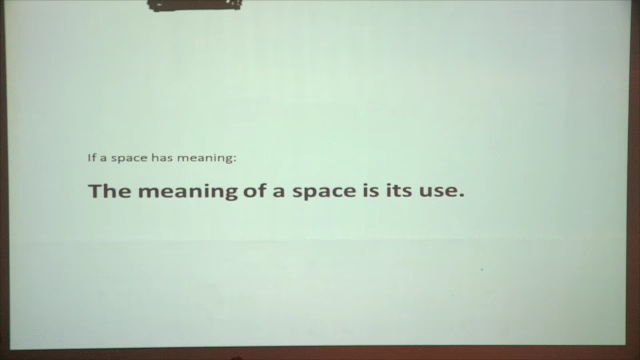 If a space has meaning:
The meaning of a space is its use.